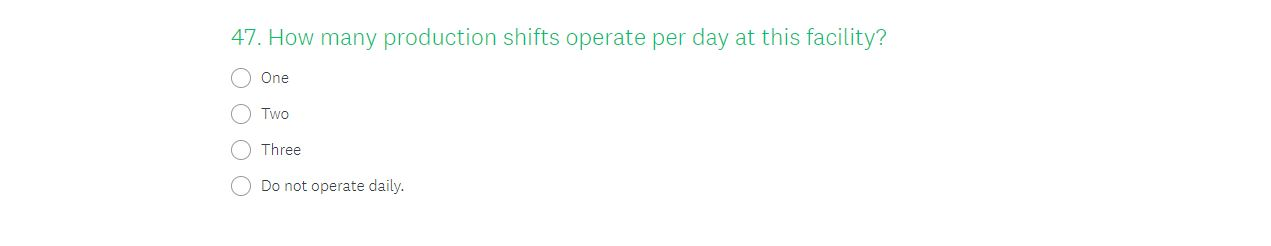 47. How many production shifts operate per day at this facility?
One
Two
Three
Do not operate daily.